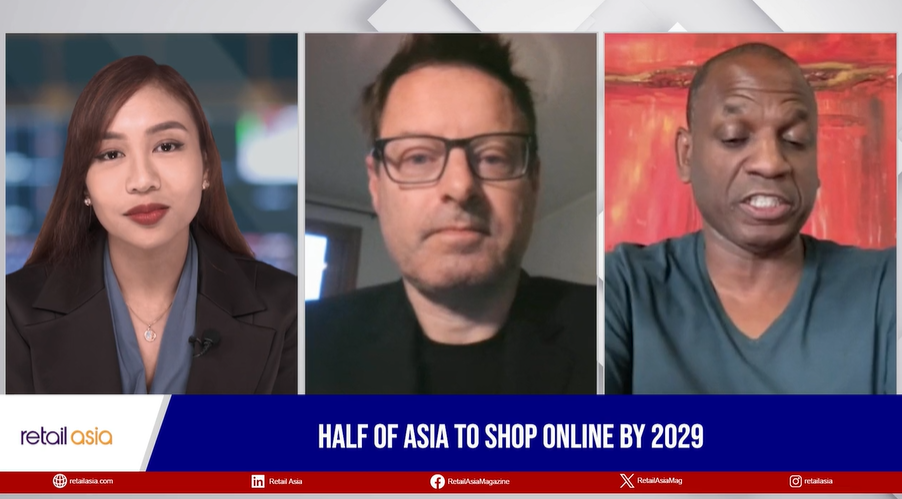 retail asia
HALF OF ASIA TO SHOP ONLINE BY 2029
retailasia.com
Retail Asia
RetailAsiaMagazine
RetailAsiaMag
retailasia